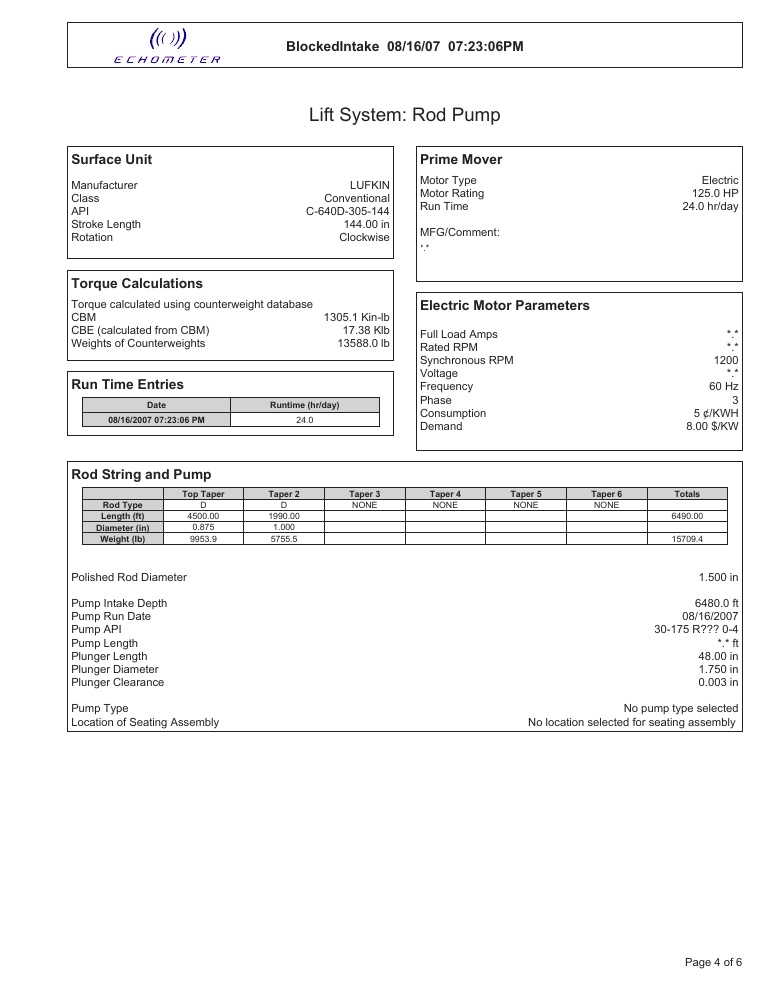 ECHOMETER
BlockedIntake 08/16/07 07:23:06PM
Lift System: Rod Pump
Surface Unit
Manufacturer LUFKIN
Class Conventional
API C-640D-305-144
Stroke Length 144.00 in
Rotation Clockwise
Torque Calculations
Torque calculated using counterweight database
CBM 1305.1 Kin-lb
CBE (calculated from CBM) 17.38 Klb
Weights of Counterweights 13588.0 lb
Run Time Entries
Date Runtime (hr/day)
08/16/2007 07:23:06 PM 24.0
Prime Mover
Motor Type Electric
Motor Rating 125.0 HP
Run Time 24.0 hr/day
MFG/Comment:
*.*
Electric Motor Parameters
Full Load Amps *.*
Rated RPM *.*
Synchronous RPM 1200
Voltage *.*
Frequency 60 Hz
Phase 3
Consumption 5 ¢/KWH
Demand 8.00 $/KW
Rod String and Pump
Top Taper Taper 2 Taper 3 Taper 4 Taper 5 Taper 6 Totals
Rod Type D D NONE NONE NONE NONE
Length (ft) 4500.00 1990.00 6490.00
Diameter (in) 0.875 1.000
Weight (lb) 9953.9 5755.5 15709.4
Polished Rod Diameter 1.500 in
Pump Intake Depth 6480.0 ft
Pump Run Date 08/16/2007
Pump API 30-175 R??? 0-4
Pump Length *.* ft
Plunger Length 48.00 in
Plunger Diameter 1.750 in
Plunger Clearance 0.003 in
Pump Type No pump type selected
Location of Seating Assembly No location selected for seating assembly
Page 4 of 6